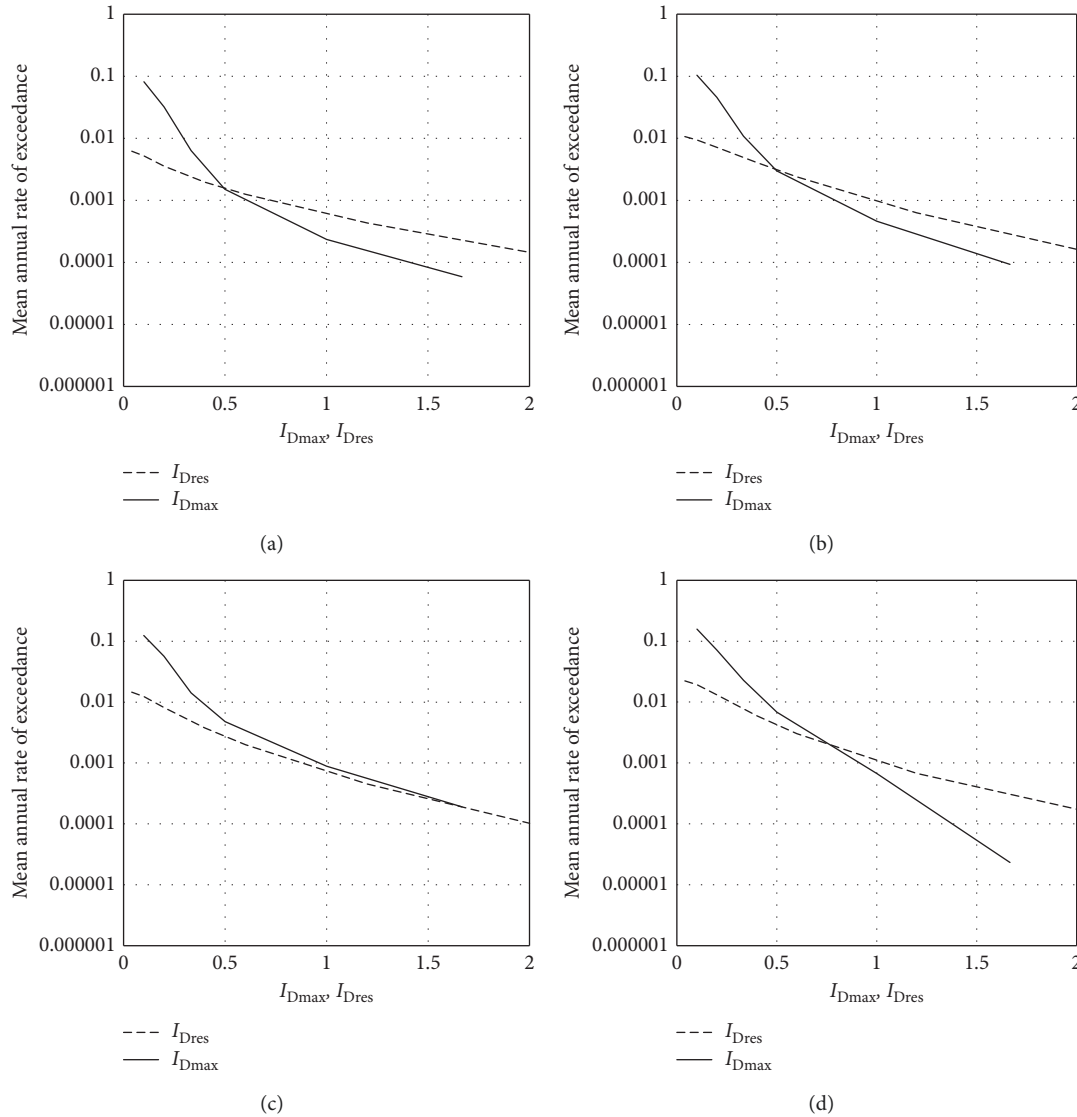 Mean annual rate of exceedance
1
0.1
0.01
0.001
0.0001
0.00001
0.000001
0 0.5 1 1.5 2
I_Dmax, I_Dres
I_Dres
I_Dmax
(a)
Mean annual rate of exceedance
1
0.1
0.01
0.001
0.0001
0.00001
0.000001
0 0.5 1 1.5 2
I_Dmax, I_Dres
I_Dres
I_Dmax
(b)
Mean annual rate of exceedance
1
0.1
0.01
0.001
0.0001
0.00001
0.000001
0 0.5 1 1.5 2
I_Dmax, I_Dres
I_Dres
I_Dmax
(c)
Mean annual rate of exceedance
1
0.1
0.01
0.001
0.0001
0.00001
0.000001
0 0.5 1 1.5 2
I_Dmax, I_Dres
I_Dres
I_Dmax
(d)